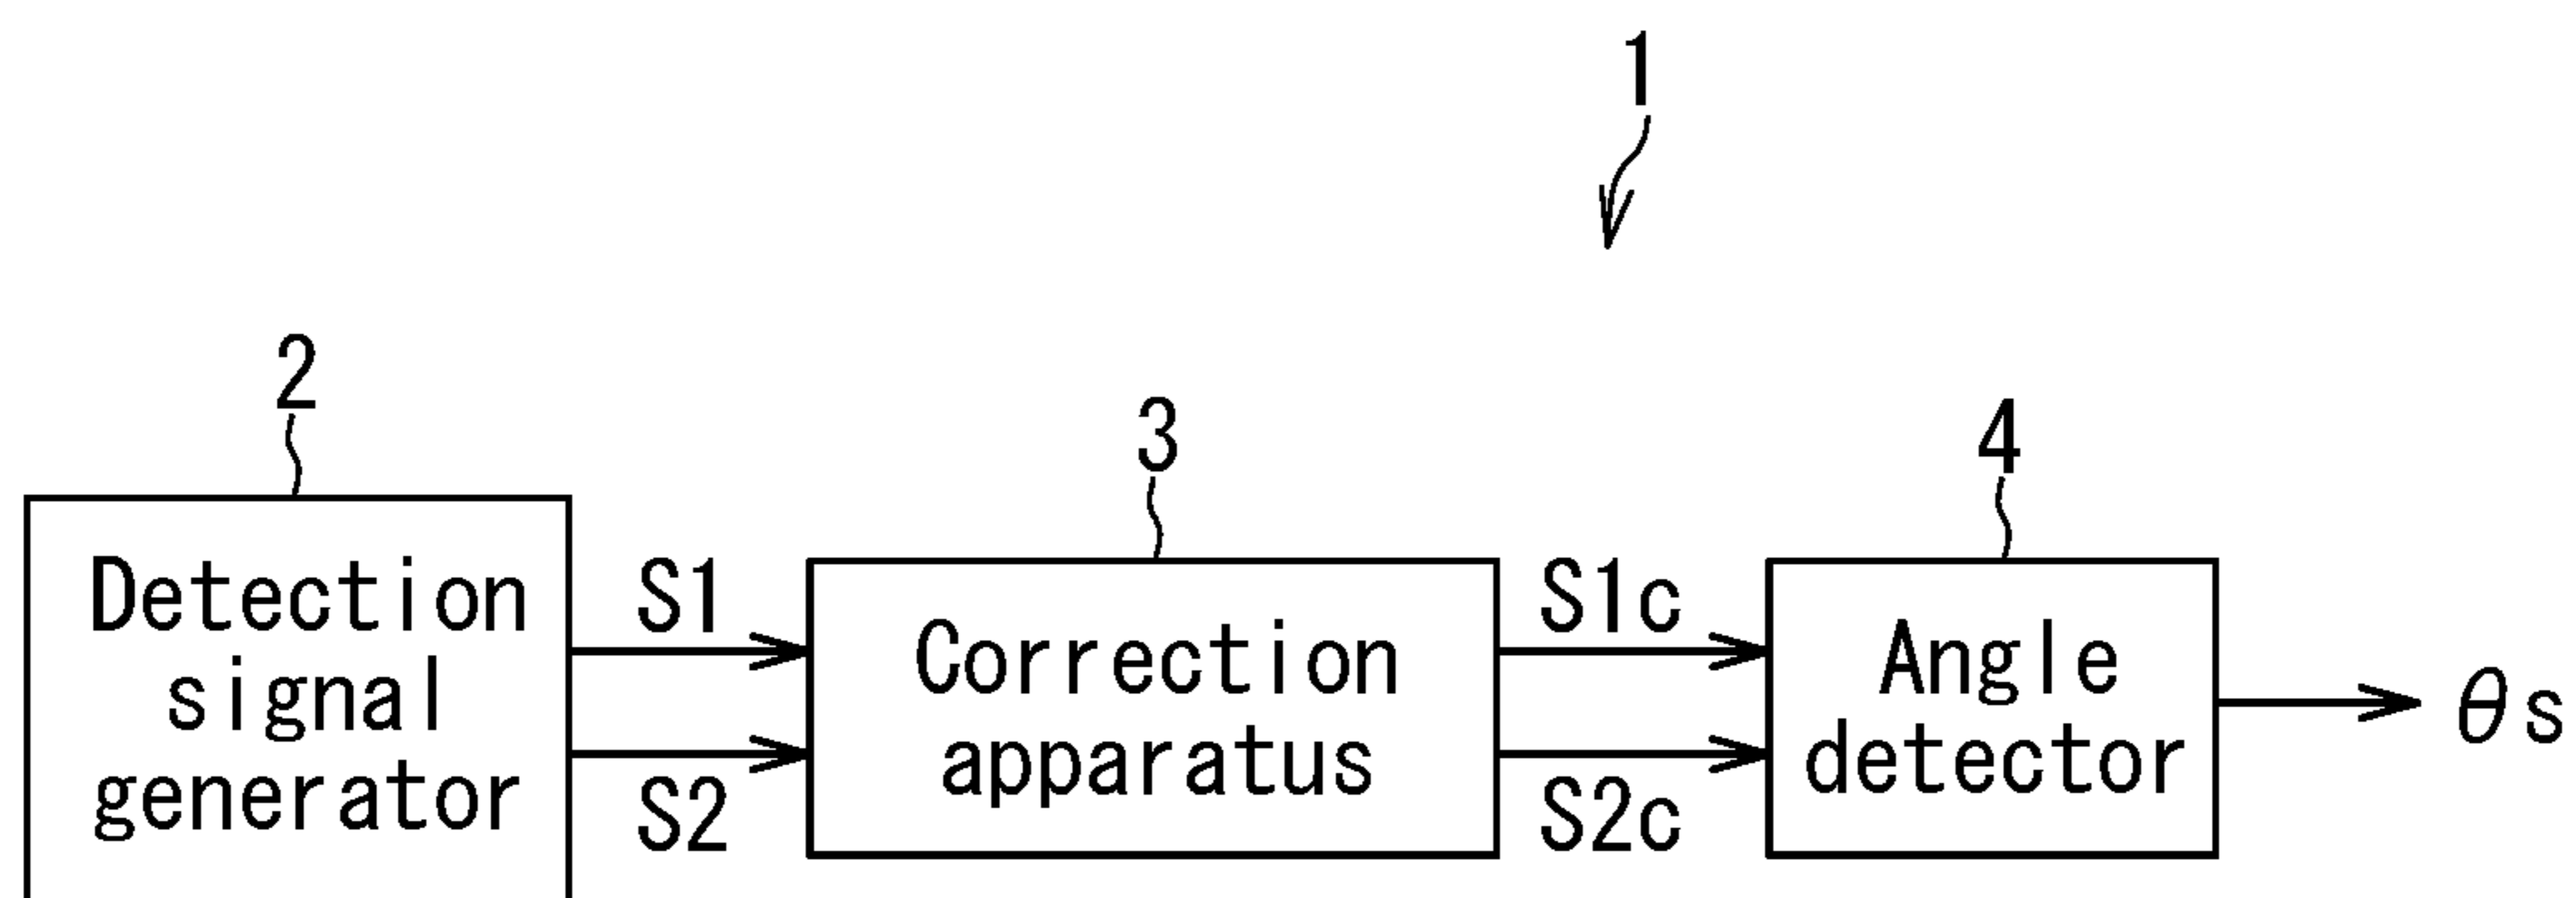 1
2
3
4
Detection
signal
generator
S1
S2
Correction
apparatus
S1c
S2c
Angle
detector
θs